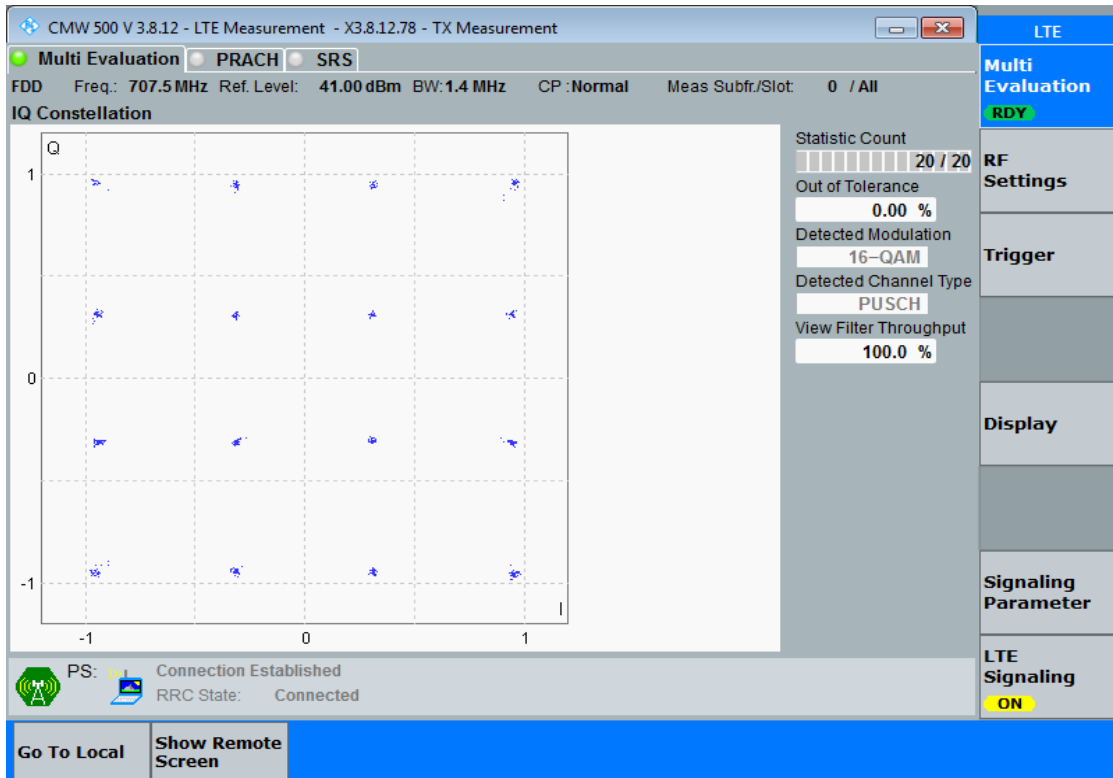 CMW 500 V 3.8.12 - LTE Measurement - X3.8.12.78 - TX Measurement
LTE
Multi Evaluation PRACH SRS
FDD Freq.: 707.5 MHz Ref. Level: 41.00 dBm BW: 1.4 MHz CP : Normal Meas Subfr./Slot: 0 / All
IQ Constellation
Q
1
0
-1
-1 0 1
I
Statistic Count
20 / 20
Out of Tolerance
0.00 %
Detected Modulation
16-QAM
Detected Channel Type
PUSCH
View Filter Throughput
100.0 %
Multi
Evaluation
RDY
RF
Settings
Trigger
Display
Signaling
Parameter
LTE
Signaling
ON
PS: Connection Established
RRC State: Connected
Go To Local
Show Remote
Screen